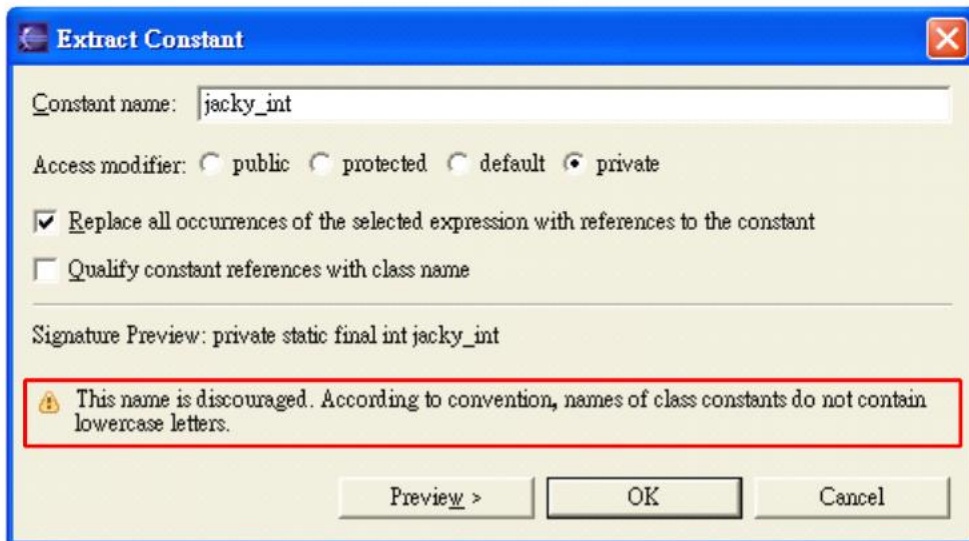 Extract Constant
Constant name: jacky_int
Access modifier: public protected default private
Replace all occurrences of the selected expression with references to the constant
Qualify constant references with class name
Signature Preview: private static final int jacky_int
This name is discouraged. According to convention, names of class constants do not contain
lowercase letters.
Preview > OK Cancel